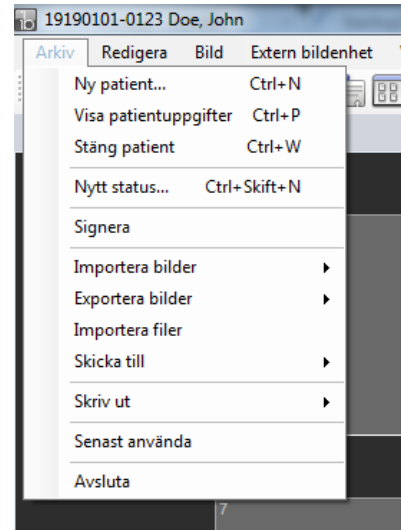 19190101-0123 Doe, John
Arkiv Redigera Bild Extern bildenhet
Ny patient... Ctrl+N
Visa patientuppgifter Ctrl+P
Stäng patient Ctrl+W
Nytt status... Ctrl+Skift+N
Signera
Importera bilder
Exportera bilder
Importera filer
Skicka till
Skriv ut
Senast använda
Avsluta
7